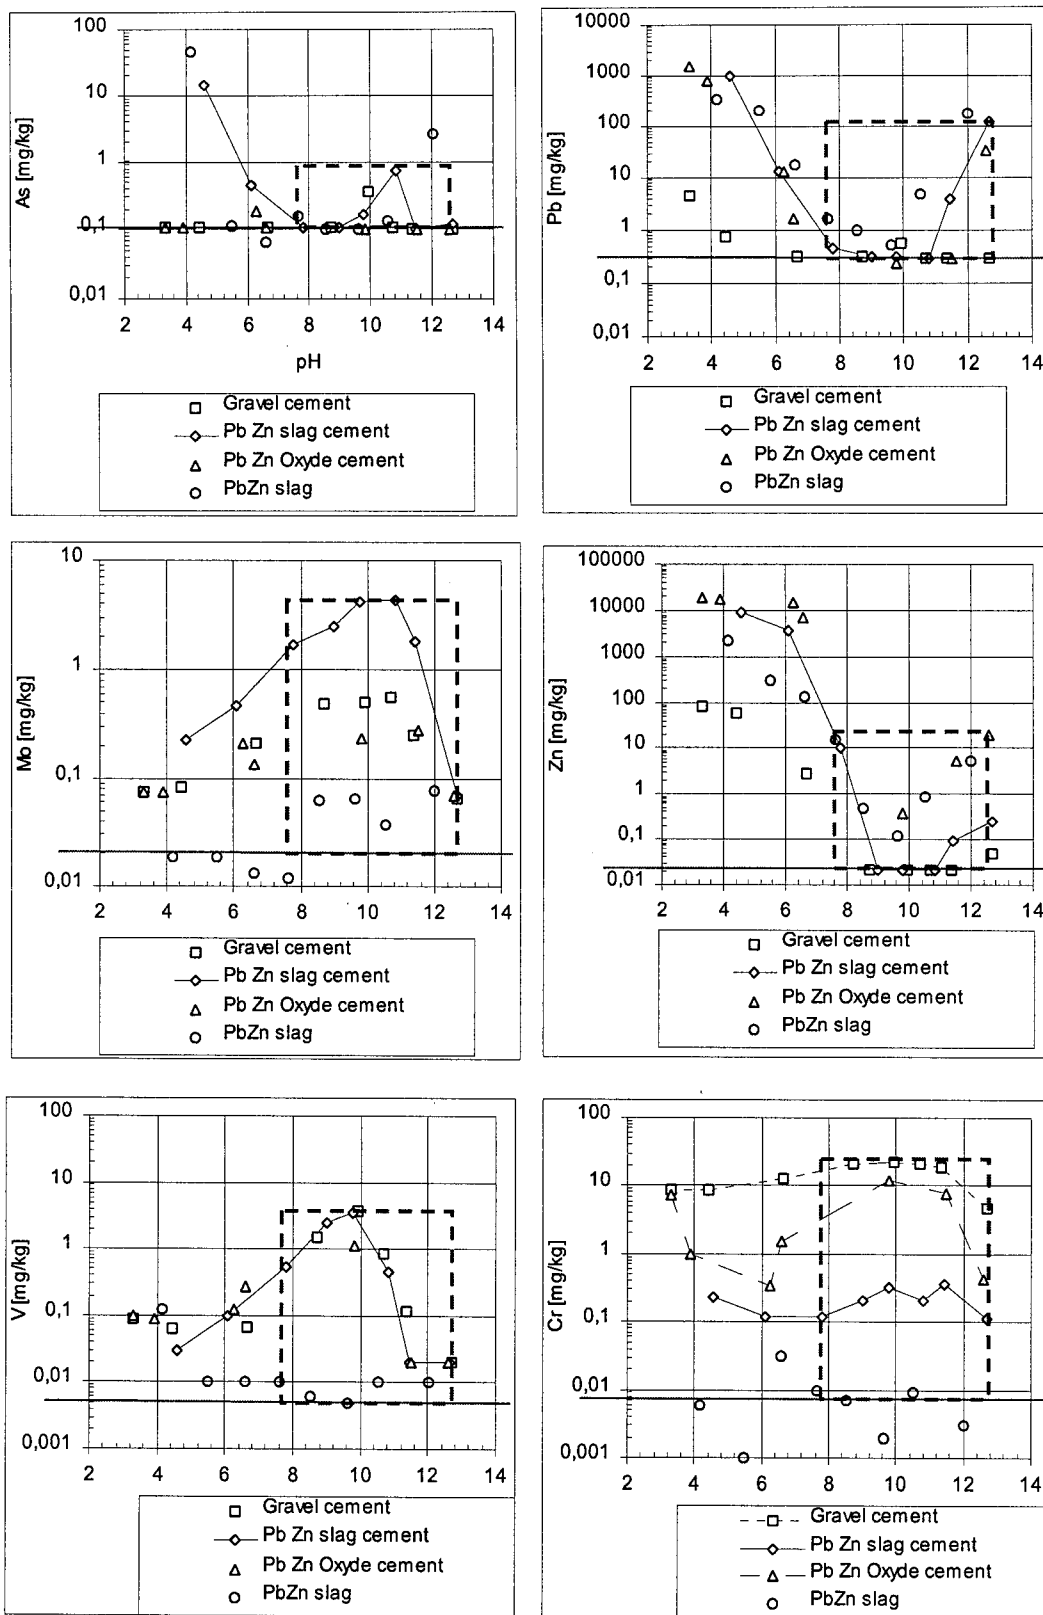 100
10
1
0,1
0,01
As [mg/kg]
2 4 6 8 10 12 14
pH
Gravel cement
Pb Zn slag cement
Pb Zn Oxyde cement
PbZn slag
10000
1000
100
10
1
0,1
0,01
Pb [mg/kg]
2 4 6 8 10 12 14
Gravel cement
Pb Zn slag cement
Pb Zn Oxyde cement
PbZn slag
10
1
0,1
0,01
Mo [mg/kg]
2 4 6 8 10 12 14
Gravel cement
Pb Zn slag cement
Pb Zn Oxyde cement
PbZn slag
100000
10000
1000
100
10
1
0,1
0,01
Zn [mg/kg]
2 4 6 8 10 12 14
Gravel cement
Pb Zn slag cement
Pb Zn Oxyde cement
PbZn slag
100
10
1
0,1
0,01
0,001
V [mg/kg]
2 4 6 8 10 12 14
Gravel cement
Pb Zn slag cement
Pb Zn Oxyde cement
PbZn slag
100
10
1
0,1
0,01
0,001
Cr [mg/kg]
2 4 6 8 10 12 14
Gravel cement
Pb Zn slag cement
Pb Zn Oxyde cement
PbZn slag